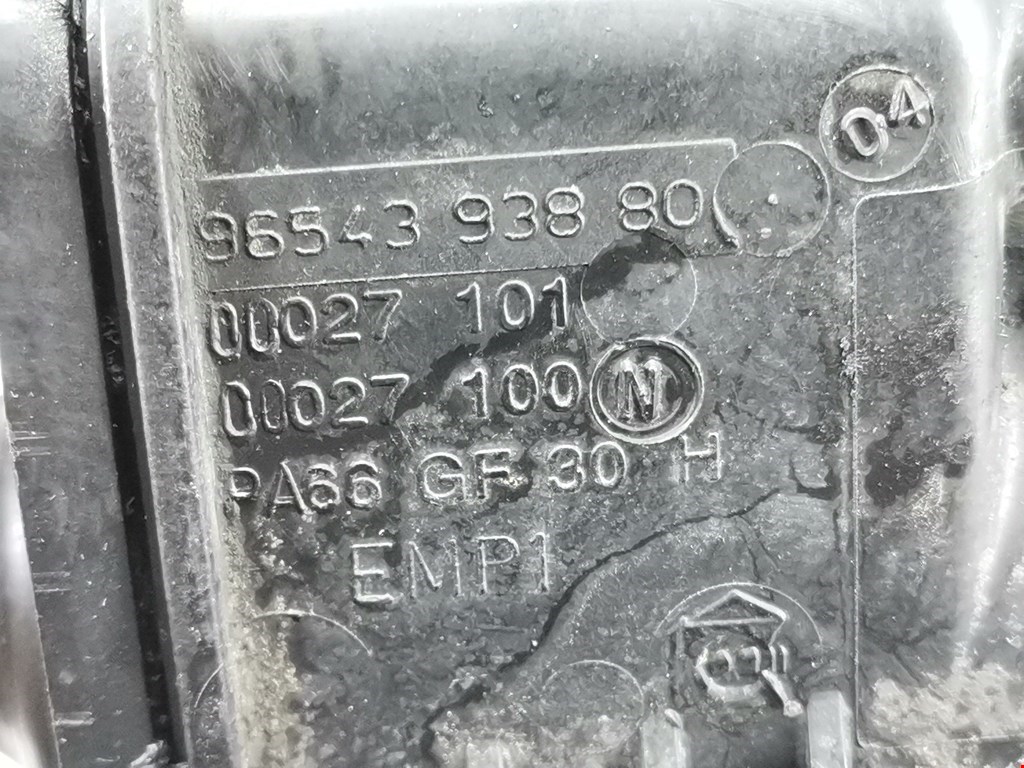 04
96543 938 80
00027 101
00027 100 N
PA66 GF 30 H
EMP1